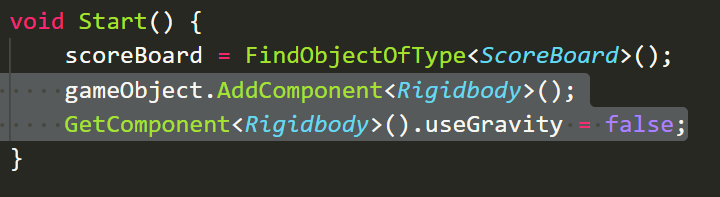 void Start() {
    scoreBoard = FindObjectOfType<ScoreBoard>();
    gameObject.AddComponent<Rigidbody>();
    GetComponent<Rigidbody>().useGravity = false;
}